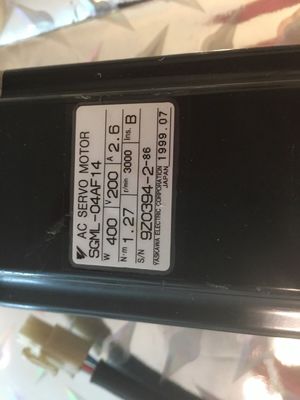 AC SERVO MOTOR
SGML-04AF14
W 400 V 200 A 2.6
N·m 1.27 r/min 3000 Ins. B
S/N 9Z0394-2-86
YASKAWA ELECTRIC CORPORATION 1999.07
JAPAN